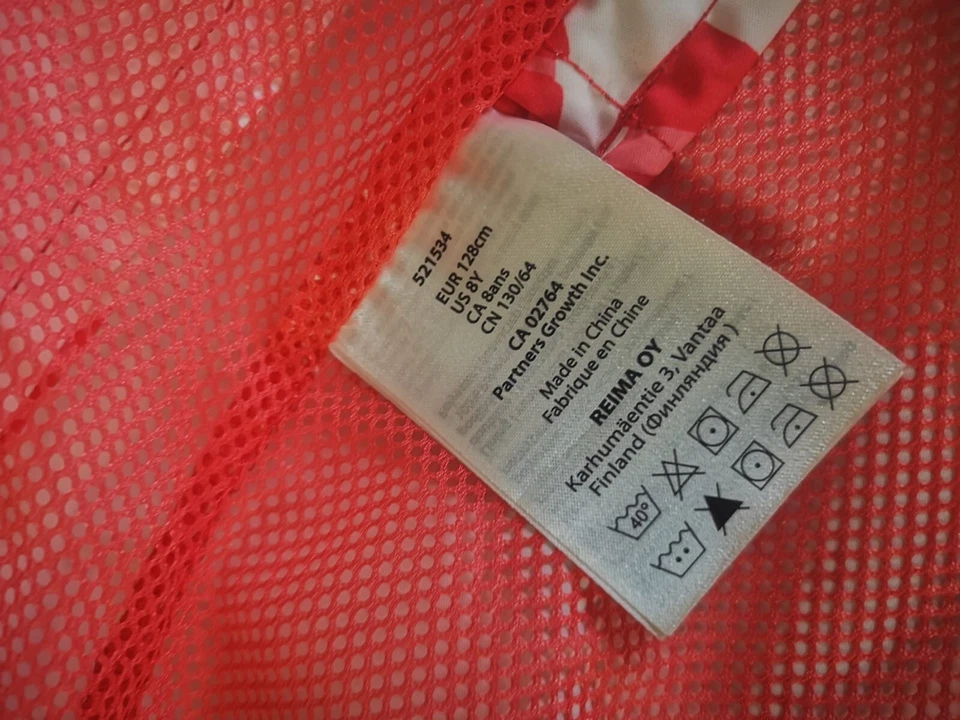 521534
EUR 128cm
US 8Y
CA 8ans
CN 130/64
CA 02764
Partners Growth Inc.
Made in China
Fabrique en Chine
REIMA OY
Karhumäentie 3, Vantaa
Finland (Финляндия )
40°